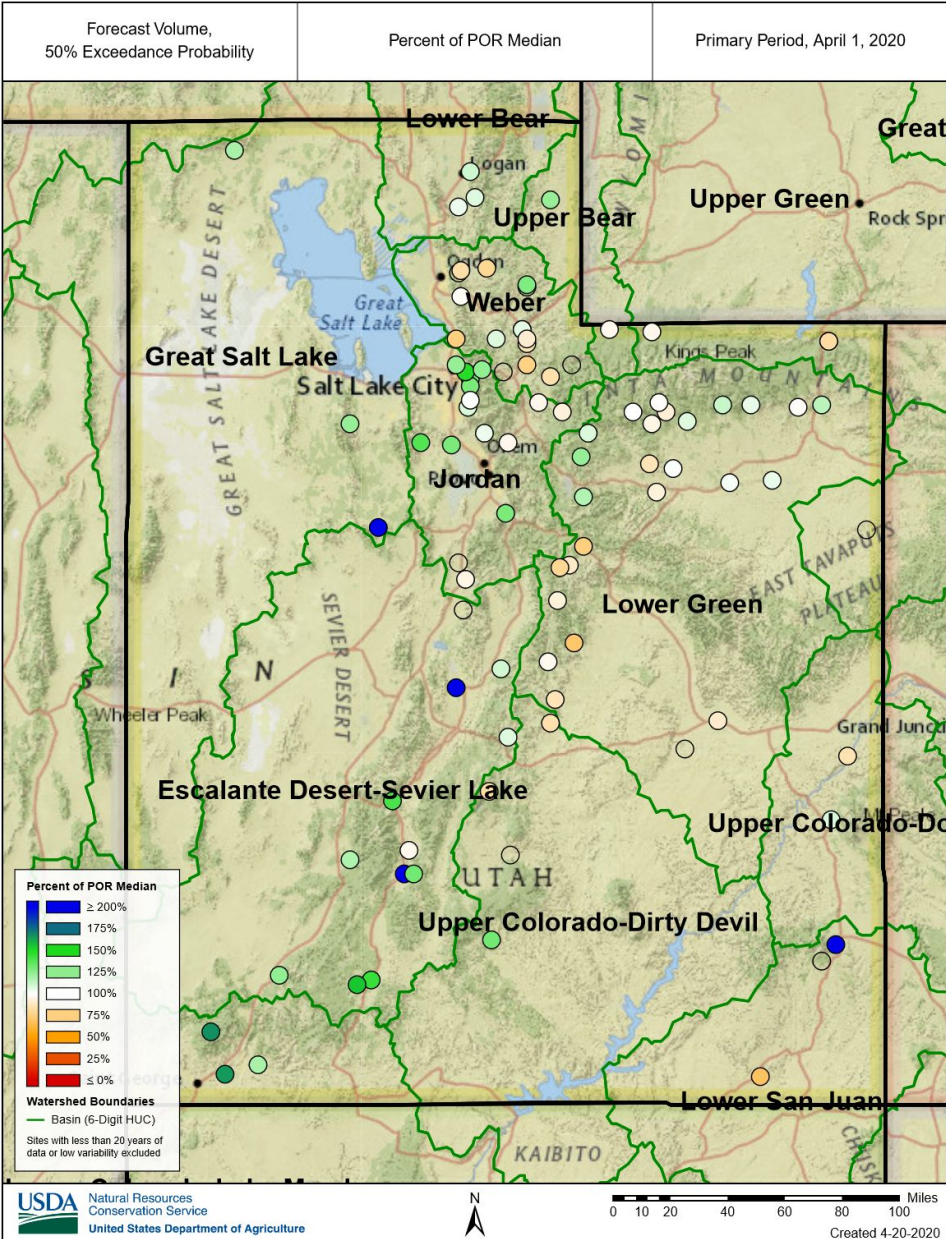 Forecast Volume,
50% Exceedance Probability
Percent of POR Median
Primary Period, April 1, 2020
Lower Bear
Great
Logan
Upper Green
Rock Spr
Upper Bear
GREAT SALT LAKE DESERT
Ogden
Weber
Great
Salt Lake
Great Salt Lake
Kings Peak
Salt Lake City
INTA MOUNTAINS
Orem
Jordan
EAST TAVAPUTS
PLATEAU
Lower Green
SEVIER DESERT
S I N
Wheeler Peak
Grand Junct
Escalante Desert-Sevier Lake
Upper Colorado-Do
UTAH
Upper Colorado-Dirty Devil
Percent of POR Median
≥ 200%
175%
150%
125%
100%
75%
50%
25%
≤ 0%
George
Watershed Boundaries
Basin (6-Digit HUC)
Sites with less than 20 years of
data or low variability excluded
Lower San Juan
KAIBITO
CHUSK
USDA
Natural Resources
Conservation Service
United States Department of Agriculture
N
0 10 20 40 60 80 100 Miles
Created 4-20-2020